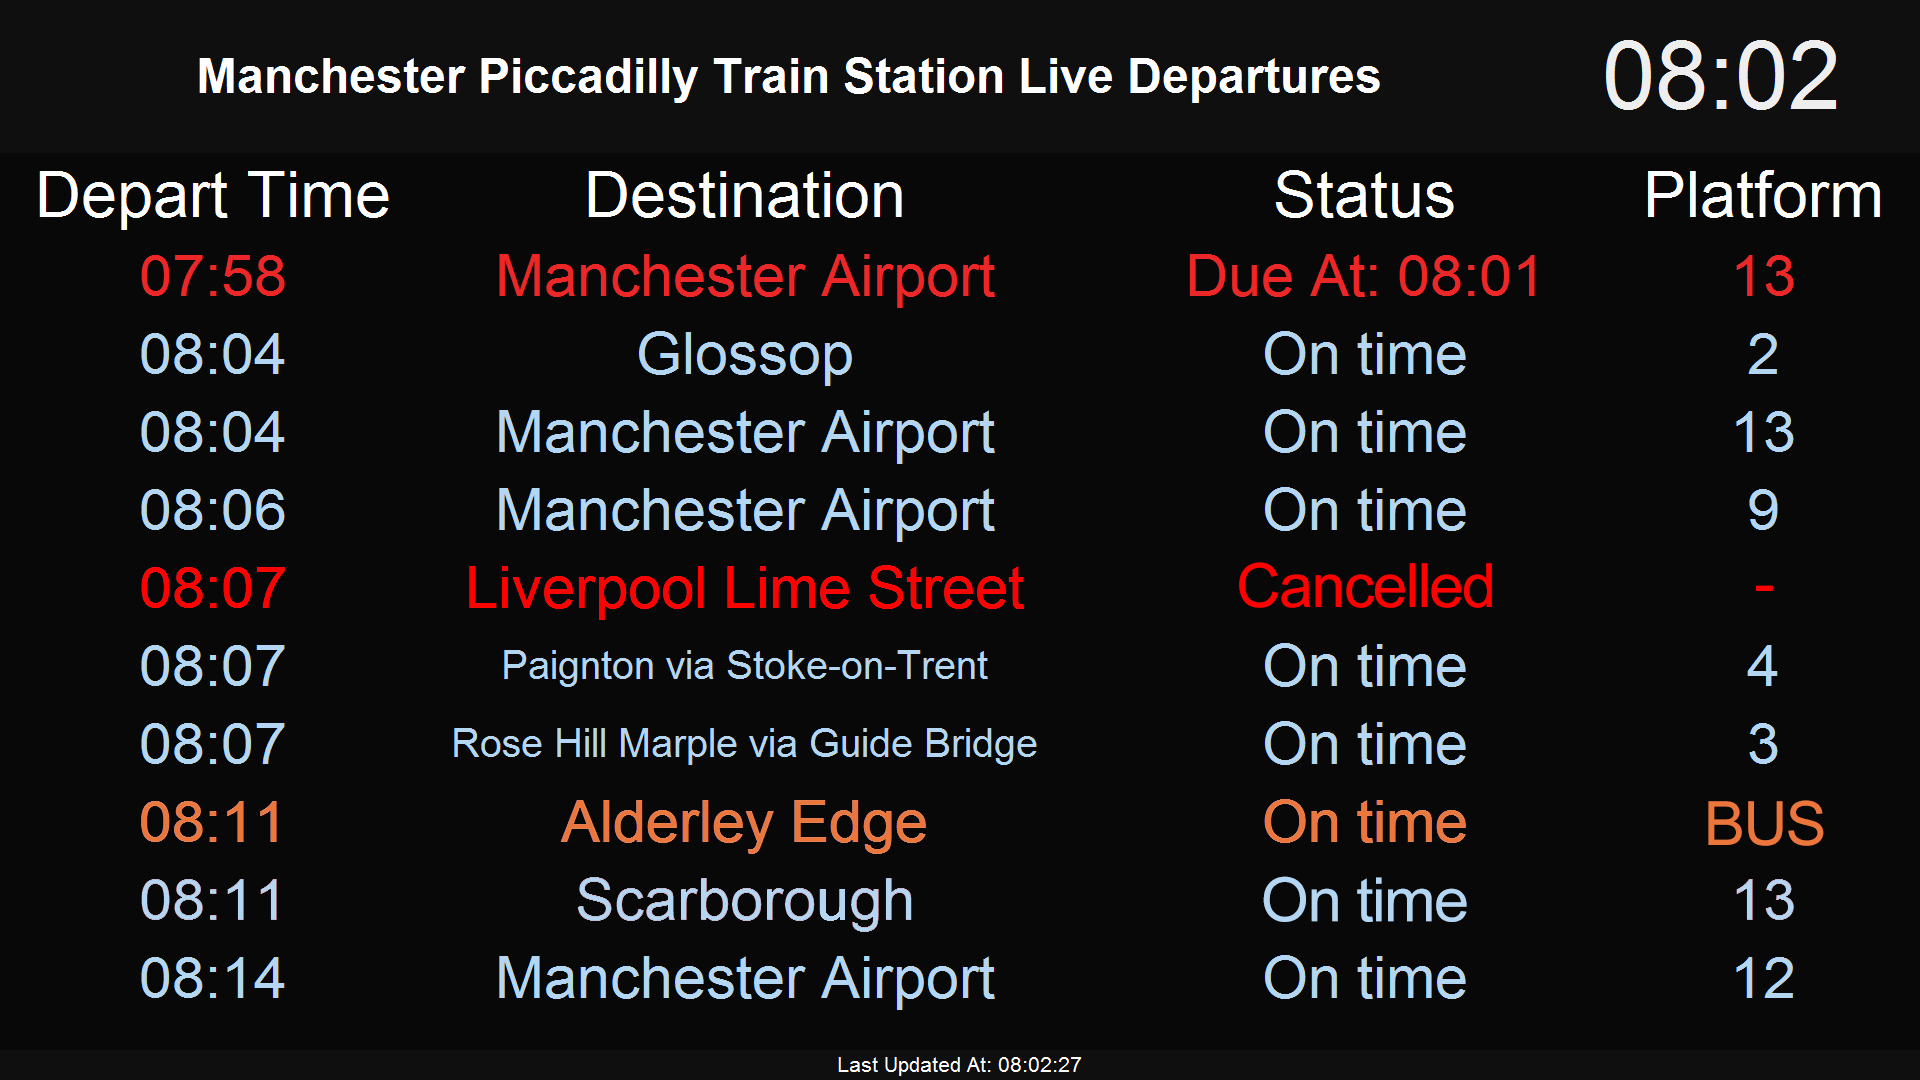 Manchester Piccadilly Train Station Live Departures 08:02
Depart Time Destination Status Platform
07:58 Manchester Airport Due At: 08:01 13
08:04 Glossop On time 2
08:04 Manchester Airport On time 13
08:06 Manchester Airport On time 9
08:07 Liverpool Lime Street Cancelled -
08:07 Paignton via Stoke-on-Trent On time 4
08:07 Rose Hill Marple via Guide Bridge On time 3
08:11 Alderley Edge On time BUS
08:11 Scarborough On time 13
08:14 Manchester Airport On time 12
Last Updated At: 08:02:27